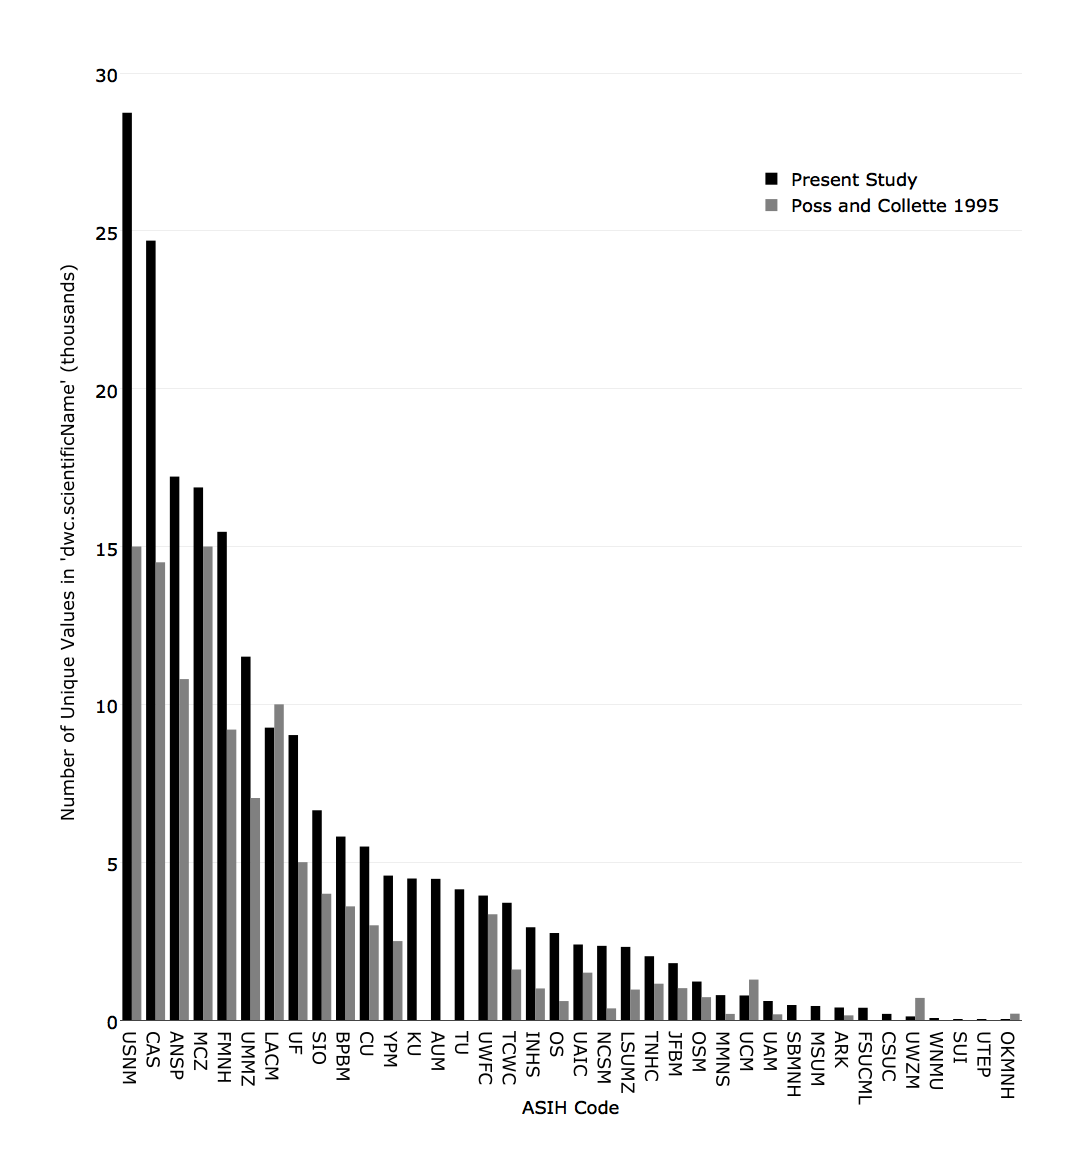 30
25
20
15
10
5
0
Number of Unique Values in 'dwc.scientificName' (thousands)
Present Study
Poss and Collette 1995
USNM
CAS
ANSP
MCZ
FMNH
UMMZ
LACM
UF
SIO
BPBM
CU
YPM
KU
AUM
TU
UWFC
TCWC
INHS
OS
UAIC
NCSM
LSUMZ
TNHC
JFBM
OSM
MMNS
UCM
UAM
SBMNH
MSUM
ARK
FSUCML
CSUC
UWZM
WNMU
SUI
UTEP
OKMNH
ASIH Code